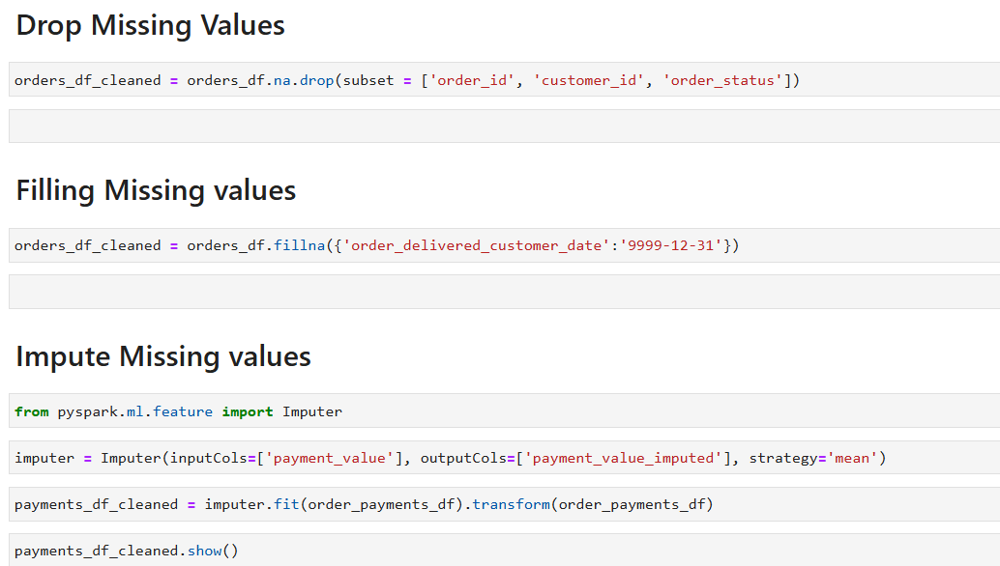 Drop Missing Values
orders_df_cleaned = orders_df.na.drop(subset = ['order_id', 'customer_id', 'order_status'])
Filling Missing values
orders_df_cleaned = orders_df.fillna({'order_delivered_customer_date':'9999-12-31'})
Impute Missing values
from pyspark.ml.feature import Imputer
imputer = Imputer(inputCols=['payment_value'], outputCols=['payment_value_imputed'], strategy='mean')
payments_df_cleaned = imputer.fit(order_payments_df).transform(order_payments_df)
payments_df_cleaned.show()